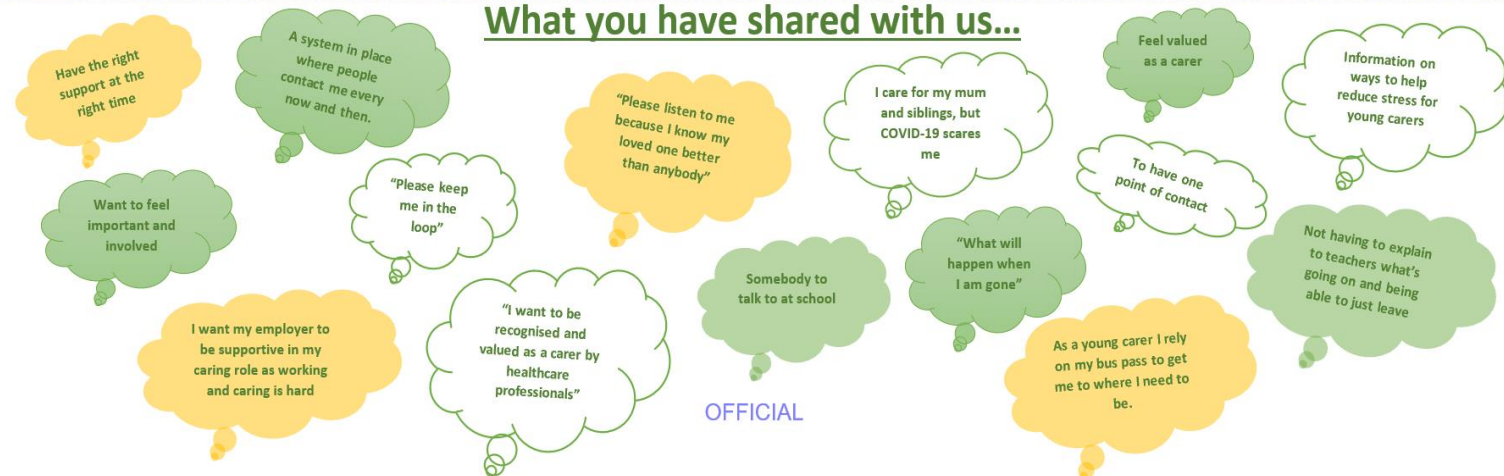 What you have shared with us...
Have the right
support at the
right time
A system in place
where people
contact me every
now and then.
"Please listen to me
because I know my
loved one better
than anybody"
I care for my mum
and siblings, but
COVID-19 scares
me
Feel valued
as a carer
Information on
ways to help
reduce stress for
young carers
Want to feel
important and
involved
"Please keep
me in the
loop"
To have one
point of contact
Somebody to
talk to at school
"What will
happen when
I am gone"
Not having to explain
to teachers what's
going on and being
able to just leave
I want my employer to
be supportive in my
caring role as working
and caring is hard
"I want to be
recognised and
valued as a carer by
healthcare
professionals"
As a young carer I rely
on my bus pass to get
me to where I need to
be.
OFFICIAL